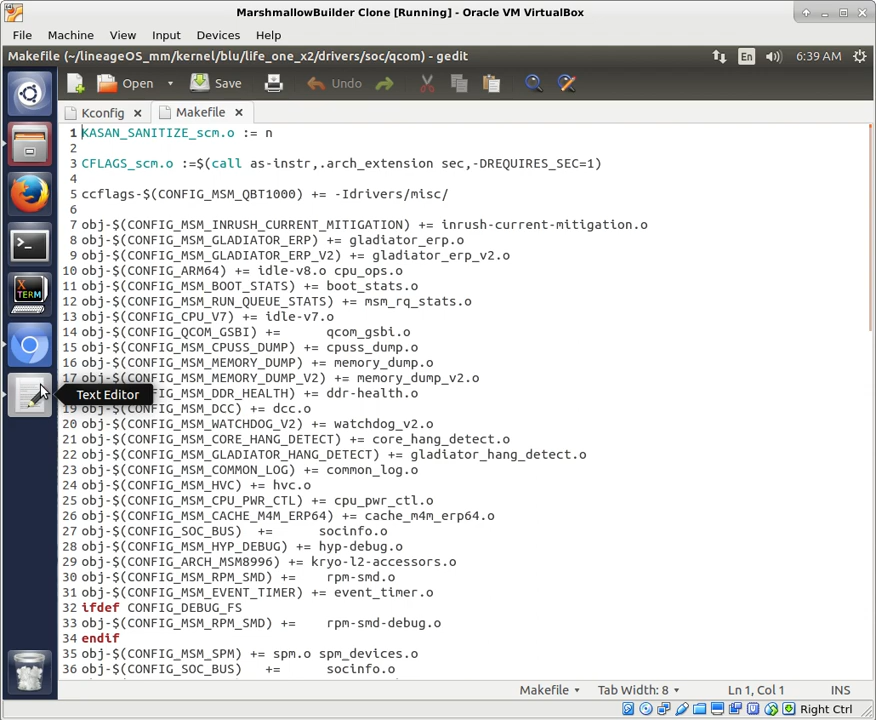 MarshmallowBuilder Clone [Running] - Oracle VM VirtualBox
File Machine View Input Devices Help
Makefile (~/lineageOS_mm/kernel/blu/life_one_x2/drivers/soc/qcom) - gedit En 6:39 AM
Open Save Undo
Kconfig Makefile
1 KASAN_SANITIZE_scm.o := n
2
3 CFLAGS_scm.o :=$(call as-instr,.arch_extension sec,-DREQUIRES_SEC=1)
4
5 ccflags-$(CONFIG_MSM_QBT1000) += -Idrivers/misc/
6
7 obj-$(CONFIG_MSM_INRUSH_CURRENT_MITIGATION) += inrush-current-mitigation.o
8 obj-$(CONFIG_MSM_GLADIATOR_ERP) += gladiator_erp.o
9 obj-$(CONFIG_MSM_GLADIATOR_ERP_V2) += gladiator_erp_v2.o
10 obj-$(CONFIG_ARM64) += idle-v8.o cpu_ops.o
11 obj-$(CONFIG_MSM_BOOT_STATS) += boot_stats.o
12 obj-$(CONFIG_MSM_RUN_QUEUE_STATS) += msm_rq_stats.o
13 obj-$(CONFIG_CPU_V7) += idle-v7.o
14 obj-$(CONFIG_QCOM_GSBI) += qcom_gsbi.o
15 obj-$(CONFIG_MSM_CPUSS_DUMP) += cpuss_dump.o
16 obj-$(CONFIG_MSM_MEMORY_DUMP) += memory_dump.o
17 obj-$(CONFIG_MSM_MEMORY_DUMP_V2) += memory_dump_v2.o
Text Editor CONFIG_MSM_DDR_HEALTH) += ddr-health.o
19 obj-$(CONFIG_MSM_DCC) += dcc.o
20 obj-$(CONFIG_MSM_WATCHDOG_V2) += watchdog_v2.o
21 obj-$(CONFIG_MSM_CORE_HANG_DETECT) += core_hang_detect.o
22 obj-$(CONFIG_MSM_GLADIATOR_HANG_DETECT) += gladiator_hang_detect.o
23 obj-$(CONFIG_MSM_COMMON_LOG) += common_log.o
24 obj-$(CONFIG_MSM_HVC) += hvc.o
25 obj-$(CONFIG_MSM_CPU_PWR_CTL) += cpu_pwr_ctl.o
26 obj-$(CONFIG_MSM_CACHE_M4M_ERP64) += cache_m4m_erp64.o
27 obj-$(CONFIG_SOC_BUS) += socinfo.o
28 obj-$(CONFIG_MSM_HYP_DEBUG) += hyp-debug.o
29 obj-$(CONFIG_ARCH_MSM8996) += kryo-l2-accessors.o
30 obj-$(CONFIG_MSM_RPM_SMD) += rpm-smd.o
31 obj-$(CONFIG_MSM_EVENT_TIMER) += event_timer.o
32 ifdef CONFIG_DEBUG_FS
33 obj-$(CONFIG_MSM_RPM_SMD) += rpm-smd-debug.o
34 endif
35 obj-$(CONFIG_MSM_SPM) += spm.o spm_devices.o
36 obj-$(CONFIG_SOC_BUS) += socinfo.o
Makefile Tab Width: 8 Ln 1, Col 1 INS
Right Ctrl